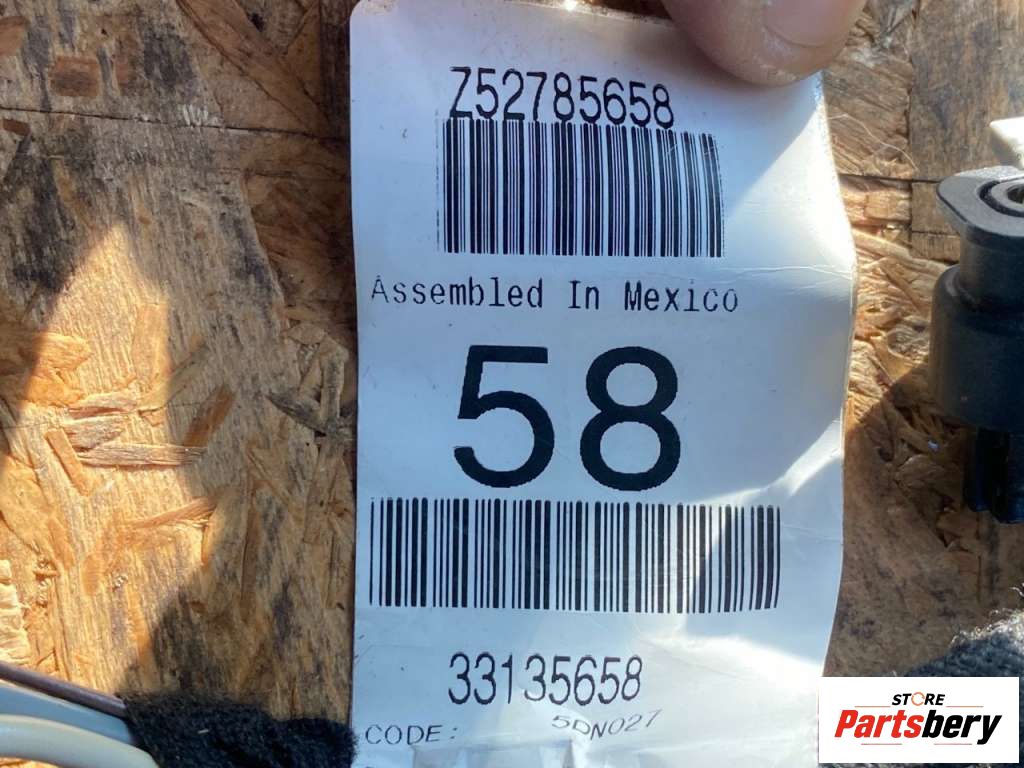 Z52785658
Assembled In Mexico
58
33135658
CODE: 5DN027
STORE
Partsbery